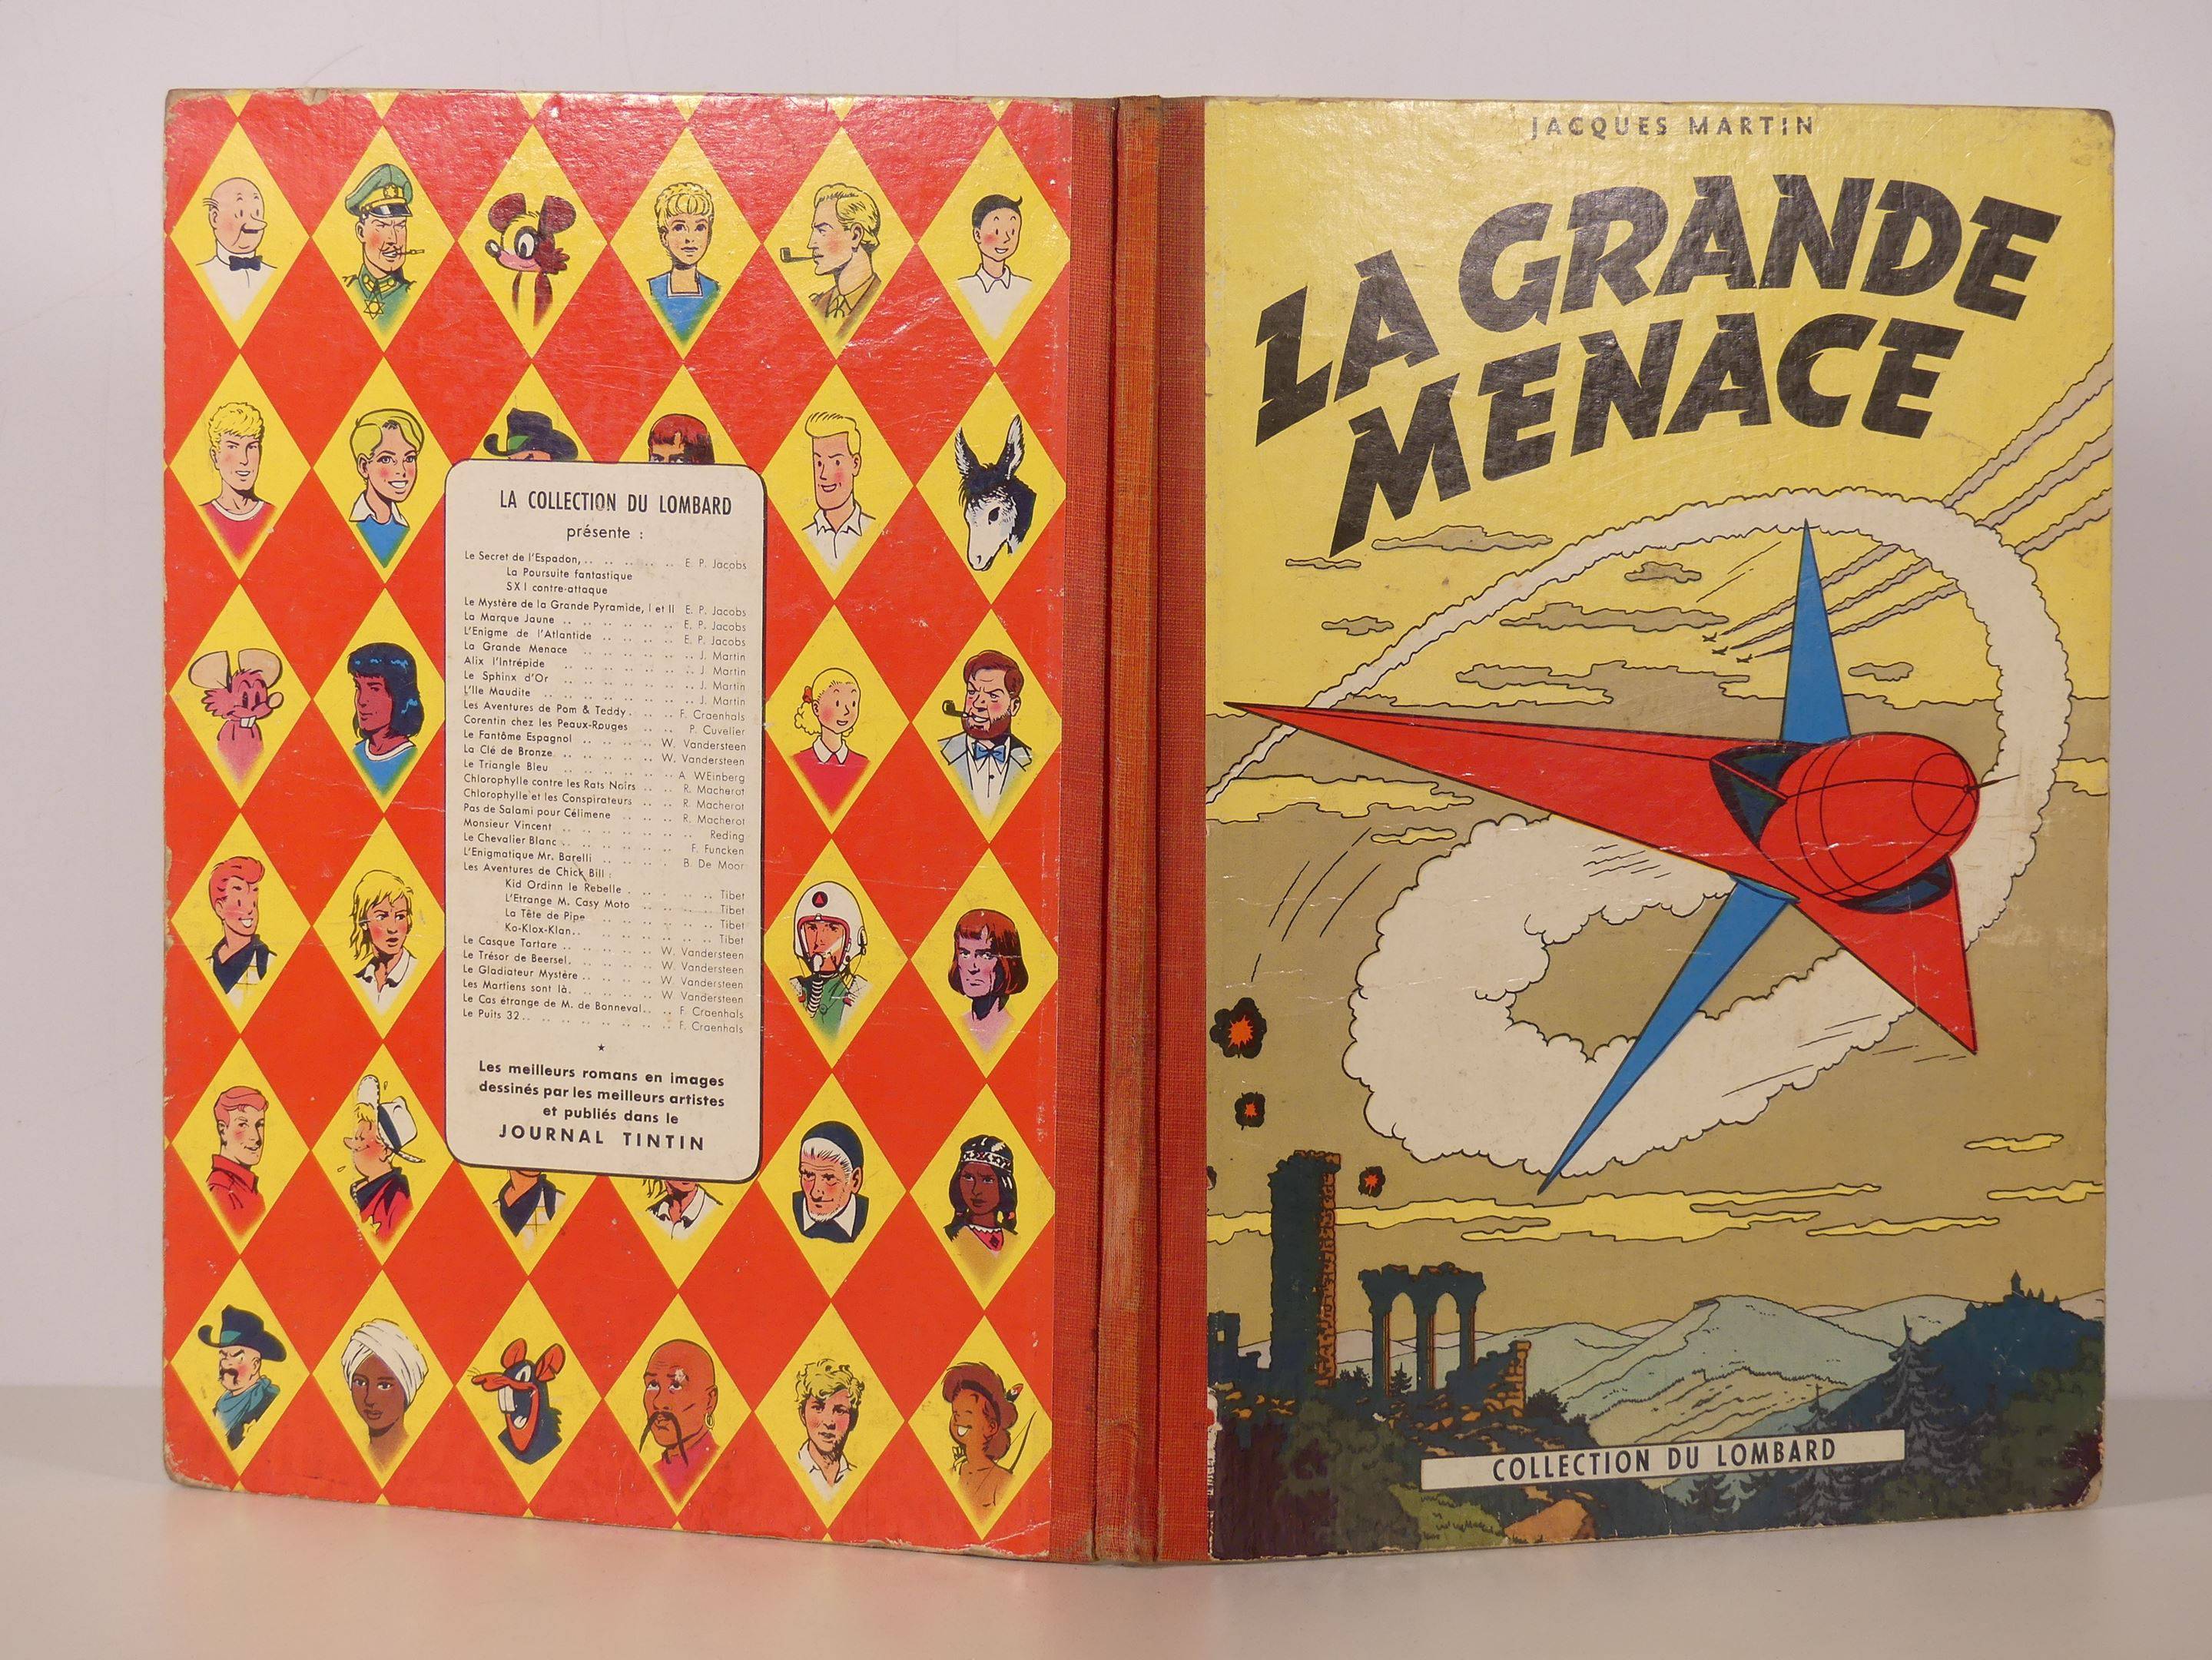 LA COLLECTION DU LOMBARD
présente :
Le Secret de l'Espadon, .. .. .. .. .. .. E. P. Jacobs
La Poursuite fantastique
SX I contre-attaque
Le Mystère de la Grande Pyramide, I et II E. P. Jacobs
La Marque Jaune .. .. .. .. .. .. .. E. P. Jacobs
L'Enigme de l'Atlantide .. .. .. .. .. E. P. Jacobs
La Grande Menace .. .. .. .. .. .. .. J. Martin
Alix l'Intrépide .. .. .. .. .. .. .. J. Martin
Le Sphinx d'Or .. .. .. .. .. .. .. J. Martin
L'Ile Maudite .. .. .. .. .. .. .. .. J. Martin
Les Aventures de Pom & Teddy. .. .. .. F. Craenhals
Corentin chez les Peaux-Rouges .. .. P. Cuvelier
Le Fantôme Espagnol .. .. .. .. .. W. Vandersteen
La Clé de Bronze .. .. .. .. .. .. W. Vandersteen
Le Triangle Bleu .. .. .. .. .. .. .. A WEinberg
Chlorophylle contre les Rats Noirs .. .. R. Macherot
Chlorophylle et les Conspirateurs .. .. R. Macherot
Pas de Salami pour Célimene .. .. .. R. Macherot
Monsieur Vincent .. .. .. .. .. .. .. Reding
Le Chevalier Blanc .. .. .. .. .. .. F. Funcken
L'Enigmatique Mr. Barelli .. .. .. .. B. De Moor
Les Aventures de Chick Bill :
Kid Ordinn le Rebelle . .. .. .. .. Tibet
L'Etrange M. Casy Moto .. .. .. .. Tibet
La Tête de Pipe .. .. .. .. .. .. Tibet
Ko-Klox-Klan.. .. .. .. .. .. .. Tibet
Le Casque Tartare .. .. .. .. .. .. W. Vandersteen
Le Trésor de Beersel. .. .. .. .. .. W. Vandersteen
Le Gladiateur Mystère .. .. .. .. .. W. Vandersteen
Les Martiens sont là. .. .. .. .. .. W. Vandersteen
Le Cas étrange de M. de Bonneval.. .. F. Craenhals
Le Puits 32.. .. .. .. .. .. .. .. F. Craenhals
★
Les meilleurs romans en images
dessinés par les meilleurs artistes
et publiés dans le
JOURNAL TINTIN
JACQUES MARTIN
LA GRANDE
MENACE
COLLECTION DU LOMBARD